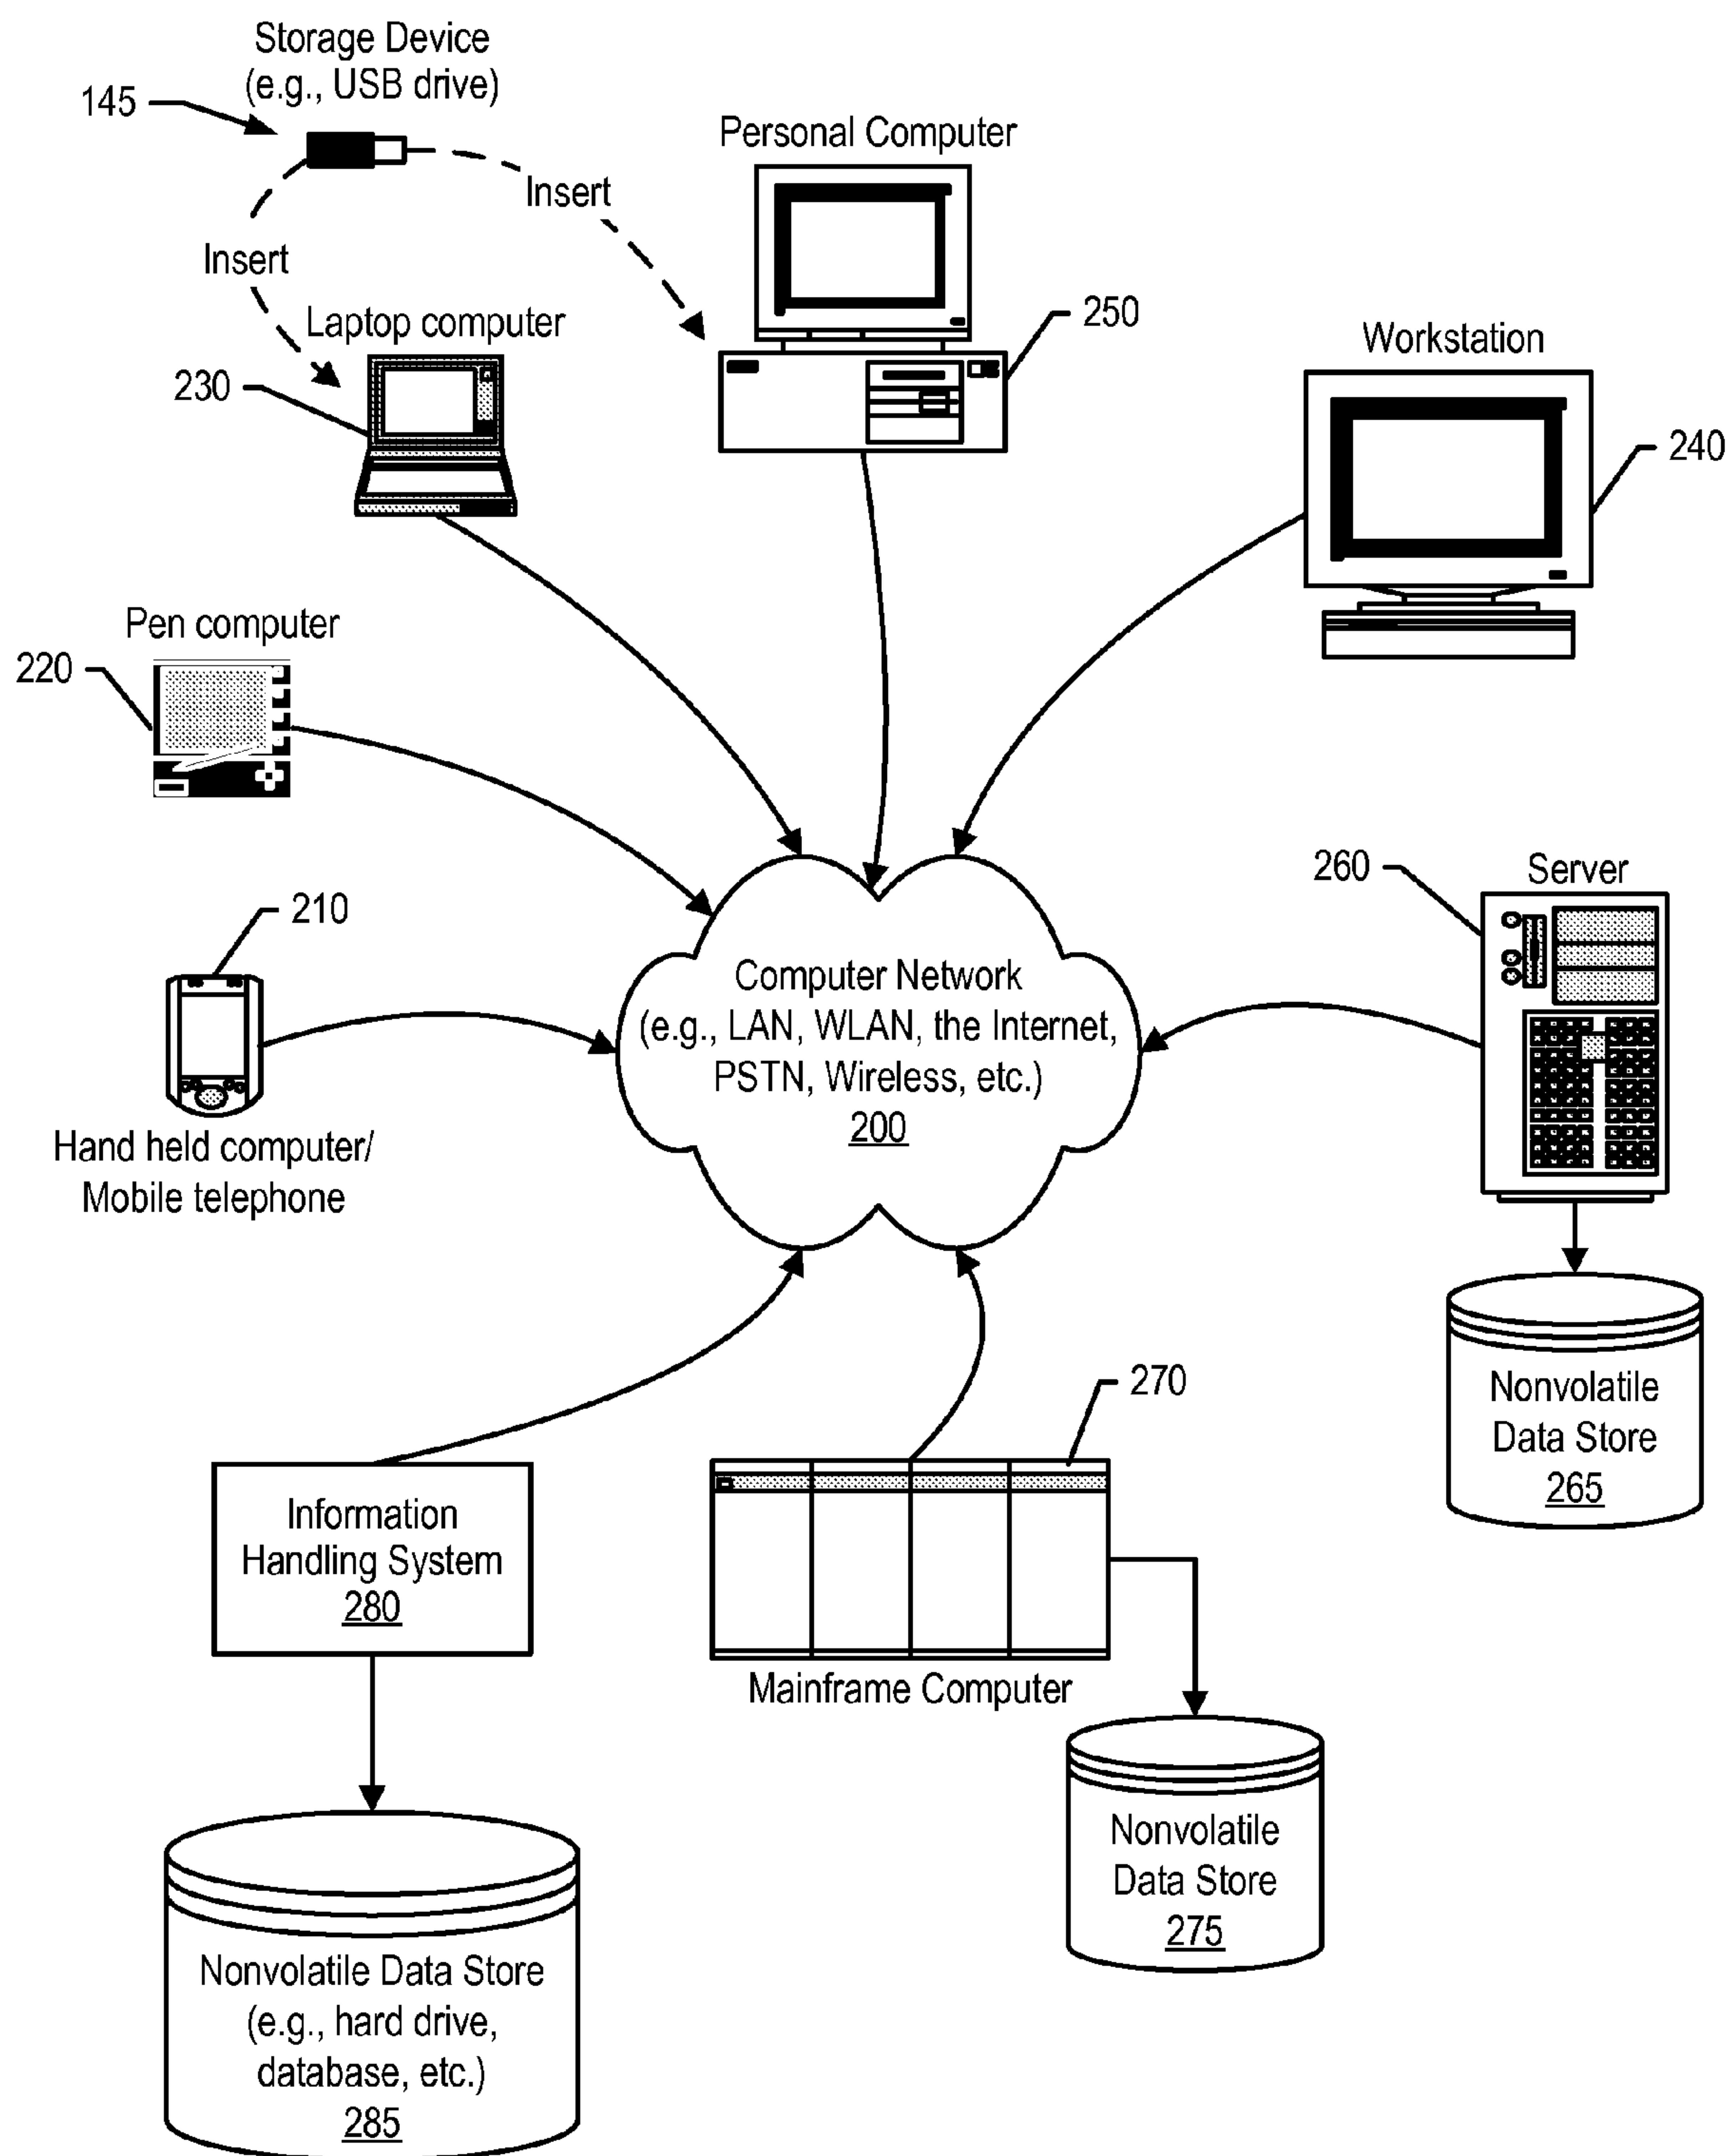 Storage Device
(e.g., USB drive)
145
Insert
Insert
Personal Computer
250
Laptop computer
230
Workstation
240
Pen computer
220
210
Hand held computer/
Mobile telephone
Computer Network
(e.g., LAN, WLAN, the Internet,
PSTN, Wireless, etc.)
200
260
Server
Nonvolatile
Data Store
265
Information
Handling System
280
270
Mainframe Computer
Nonvolatile
Data Store
275
Nonvolatile Data Store
(e.g., hard drive,
database, etc.)
285